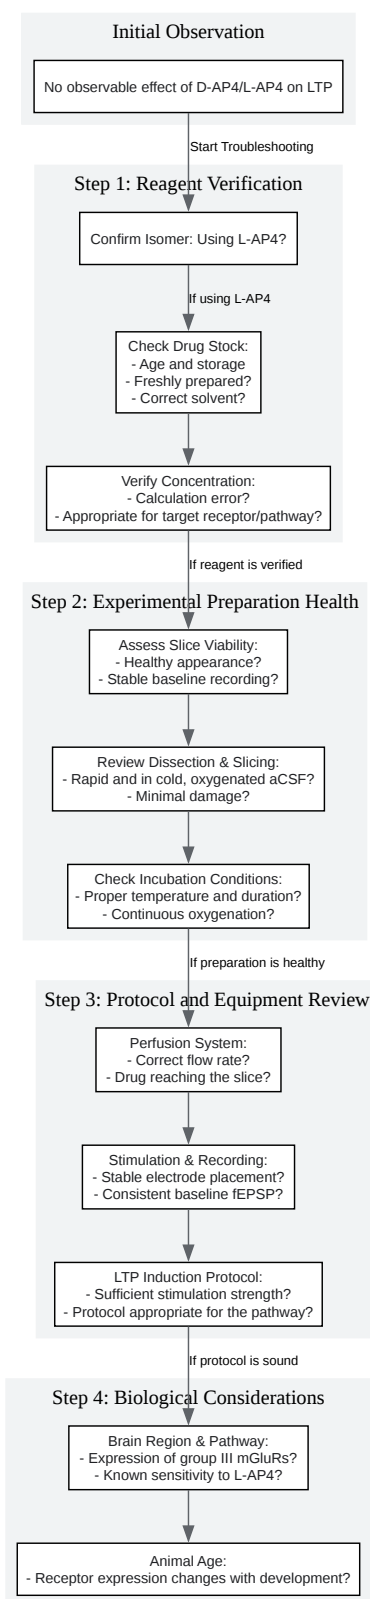 Initial Observation
No observable effect of D-AP4/L-AP4 on LTP
Start Troubleshooting
Step 1: Reagent Verification
Confirm Isomer: Using L-AP4?
If using L-AP4
Check Drug Stock:
- Age and storage
- Freshly prepared?
- Correct solvent?
Verify Concentration:
- Calculation error?
- Appropriate for target receptor/pathway?
If reagent is verified
Step 2: Experimental Preparation Health
Assess Slice Viability:
- Healthy appearance?
- Stable baseline recording?
Review Dissection & Slicing:
- Rapid and in cold, oxygenated aCSF?
- Minimal damage?
Check Incubation Conditions:
- Proper temperature and duration?
- Continuous oxygenation?
If preparation is healthy
Step 3: Protocol and Equipment Review
Perfusion System:
- Correct flow rate?
- Drug reaching the slice?
Stimulation & Recording:
- Stable electrode placement?
- Consistent baseline fEPSP?
LTP Induction Protocol:
- Sufficient stimulation strength?
- Protocol appropriate for the pathway?
If protocol is sound
Step 4: Biological Considerations
Brain Region & Pathway:
- Expression of group III mGluRs?
- Known sensitivity to L-AP4?
Animal Age:
- Receptor expression changes with development?